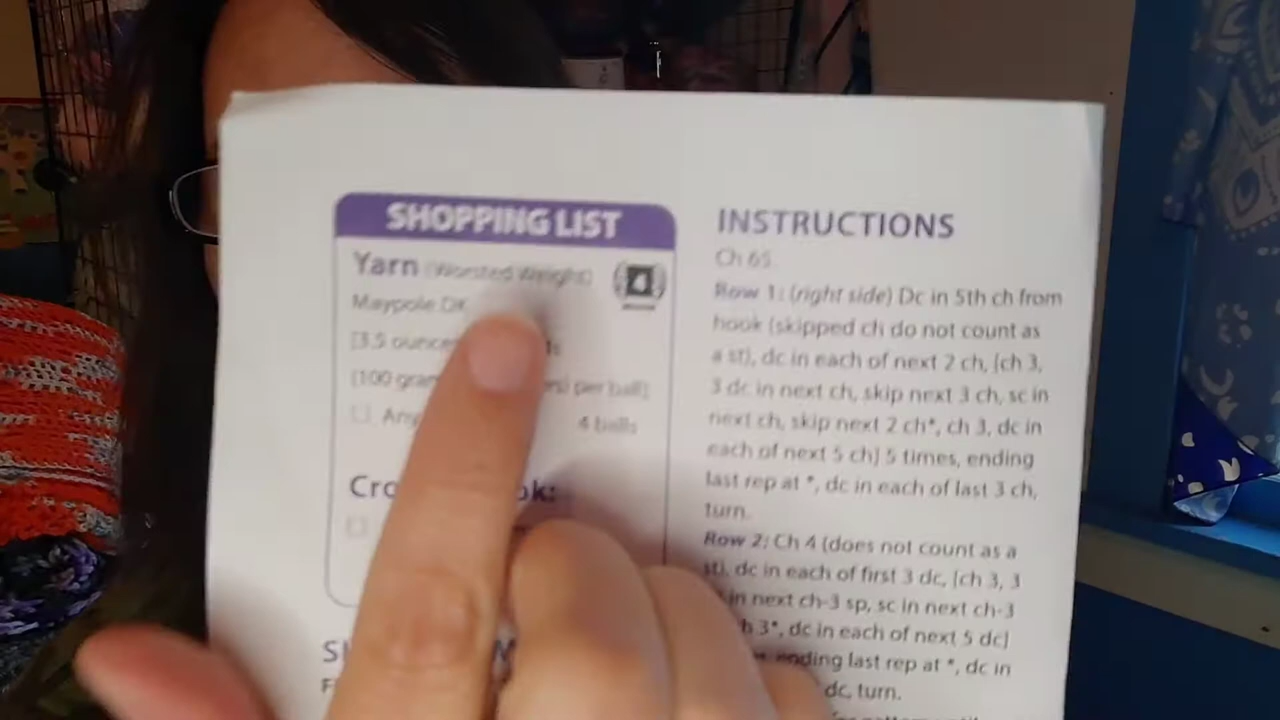 SHOPPING LIST
Yarn (Worsted Weight) 4
Maypole DK
[3.5 ounces
(100 gram per ball]
Any 4 balls
INSTRUCTIONS
Ch 65.
Row 1: (right side) Dc in 5th ch from
hook (skipped ch do not count as
a st), dc in each of next 2 ch, [ch 3,
3 dc in next ch, skip next 3 ch, sc in
next ch, skip next 2 ch*, ch 3, dc in
each of next 5 ch] 5 times, ending
last rep at *, dc in each of last 3 ch,
turn.
Row 2: Ch 4 (does not count as a
st), dc in each of first 3 dc, [ch 3, 3
in next ch-3 sp, sc in next ch-3
3*, dc in each of next 5 dc]
ending last rep at *, dc in
dc, turn.